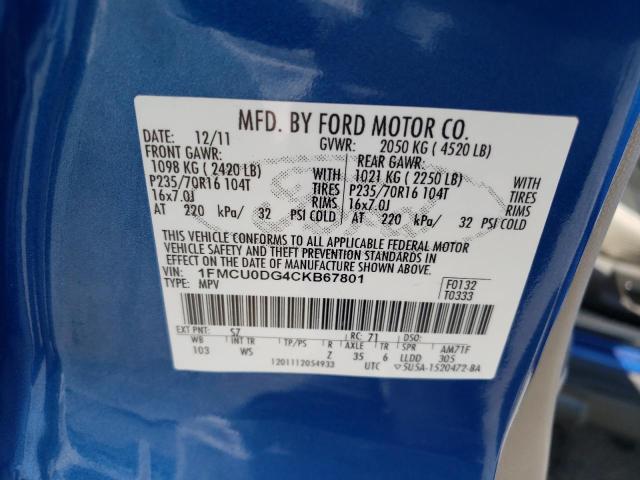 MFD. BY FORD MOTOR CO.
DATE: 12/11 GVWR: 2050 KG ( 4520 LB)
FRONT GAWR: REAR GAWR:
1098 KG ( 2420 LB) WITH 1021 KG ( 2250 LB) WITH
P235/70R16 104T TIRES P235/70R16 104T TIRES
16x7.0J RIMS 16x7.0J RIMS
AT 220 kPa/ 32 PSI COLD AT 220 kPa/ 32 PSI COLD
THIS VEHICLE CONFORMS TO ALL APPLICABLE FEDERAL MOTOR
VEHICLE SAFETY AND THEFT PREVENTION STANDARDS IN
EFFECT ON THE DATE OF MANUFACTURE SHOWN ABOVE.
VIN: 1FMCU0DG4CKB67801 F0132
TYPE: MPV T0333
EXT PNT: SZ RC: 71 DSO:
WB INT TR TP/PS R AXLE TR SPR AM71F
103 WS Z 35 6 LLDD 305
1201112054933 UTC 5U5A-1520472-BA
Ford